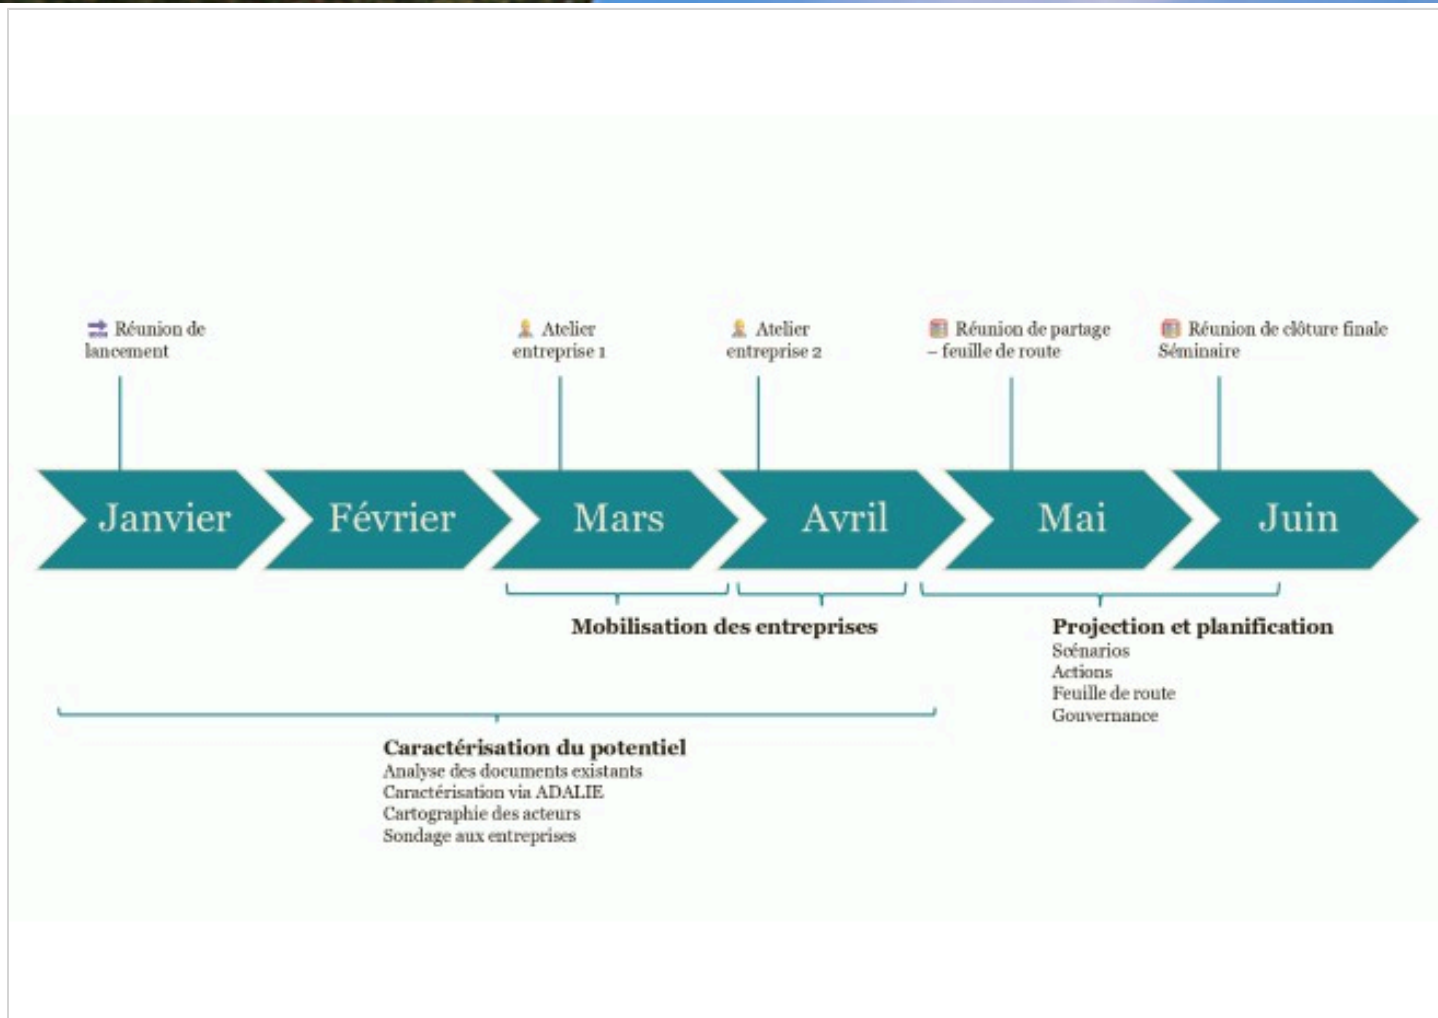 Réunion de
lancement
Atelier
entreprise 1
Atelier
entreprise 2
Réunion de partage
– feuille de route
Réunion de clôture finale
Séminaire
Janvier
Février
Mars
Avril
Mai
Juin
Mobilisation des entreprises
Projection et planification
Scénarios
Actions
Feuille de route
Gouvernance
Caractérisation du potentiel
Analyse des documents existants
Caractérisation via ADALIE
Cartographie des acteurs
Sondage aux entreprises